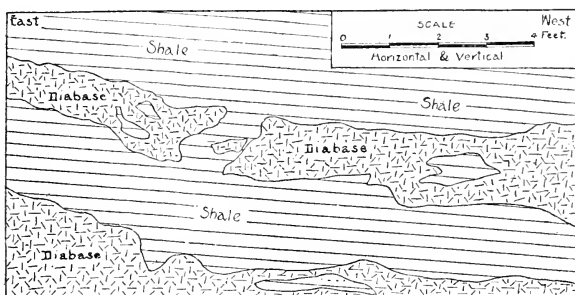 East
SCALE
West
0 1 2 3 4 Feet.
Horizontal & Vertical
Shale
Diabase
Shale
Diabase
Shale
Diabase